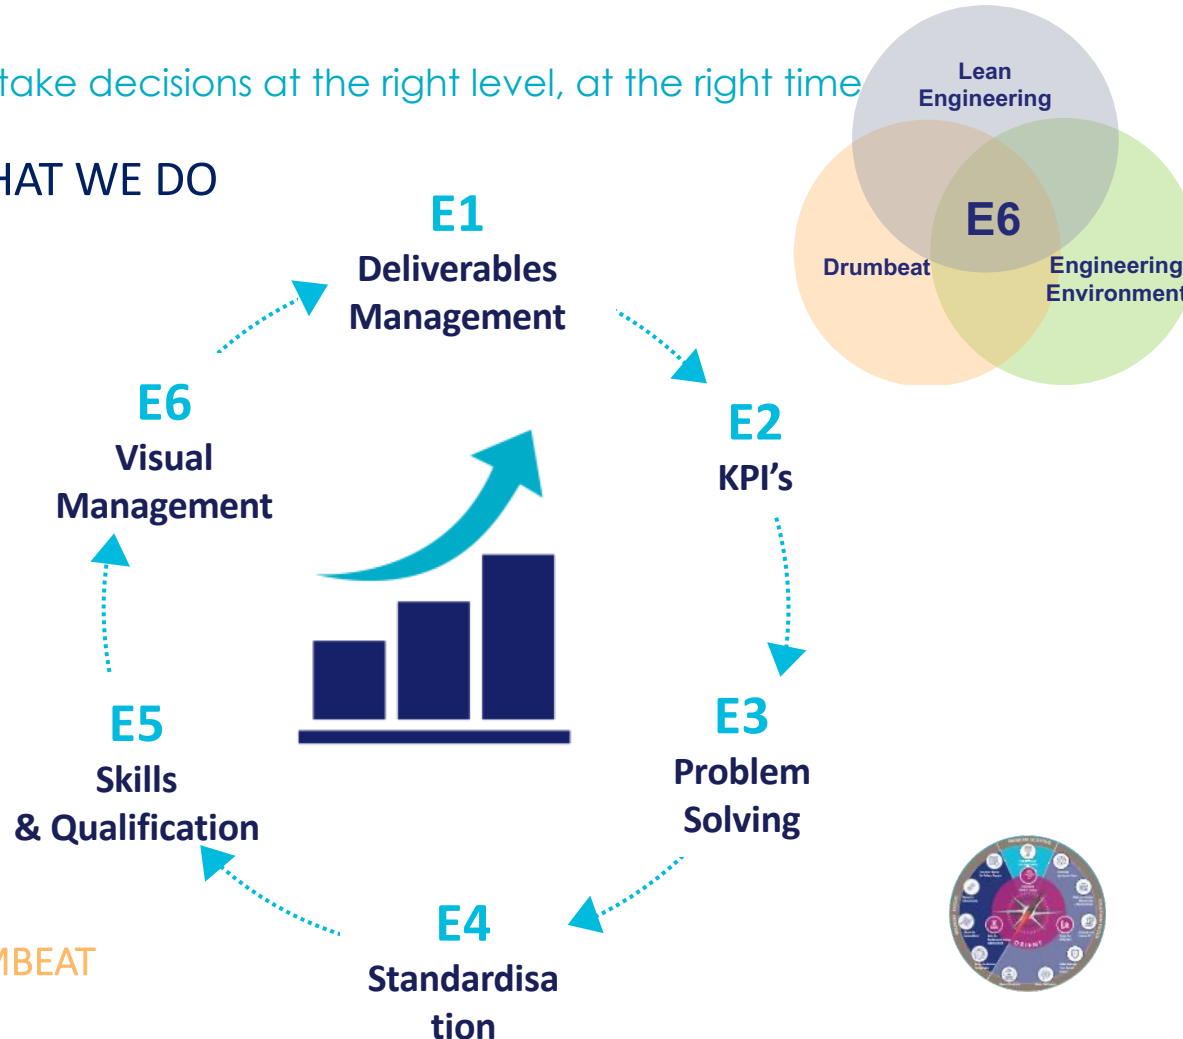 take decisions at the right level, at the right time
Lean
Engineering
HAT WE DO
E1
Deliverables
Management
E6
Drumbeat
Engineering
Environment
E6
Visual
Management
E2
KPI's
E5
Skills
& Qualification
E3
Problem
Solving
E4
Standardisa
tion
MBEAT
ORIENT